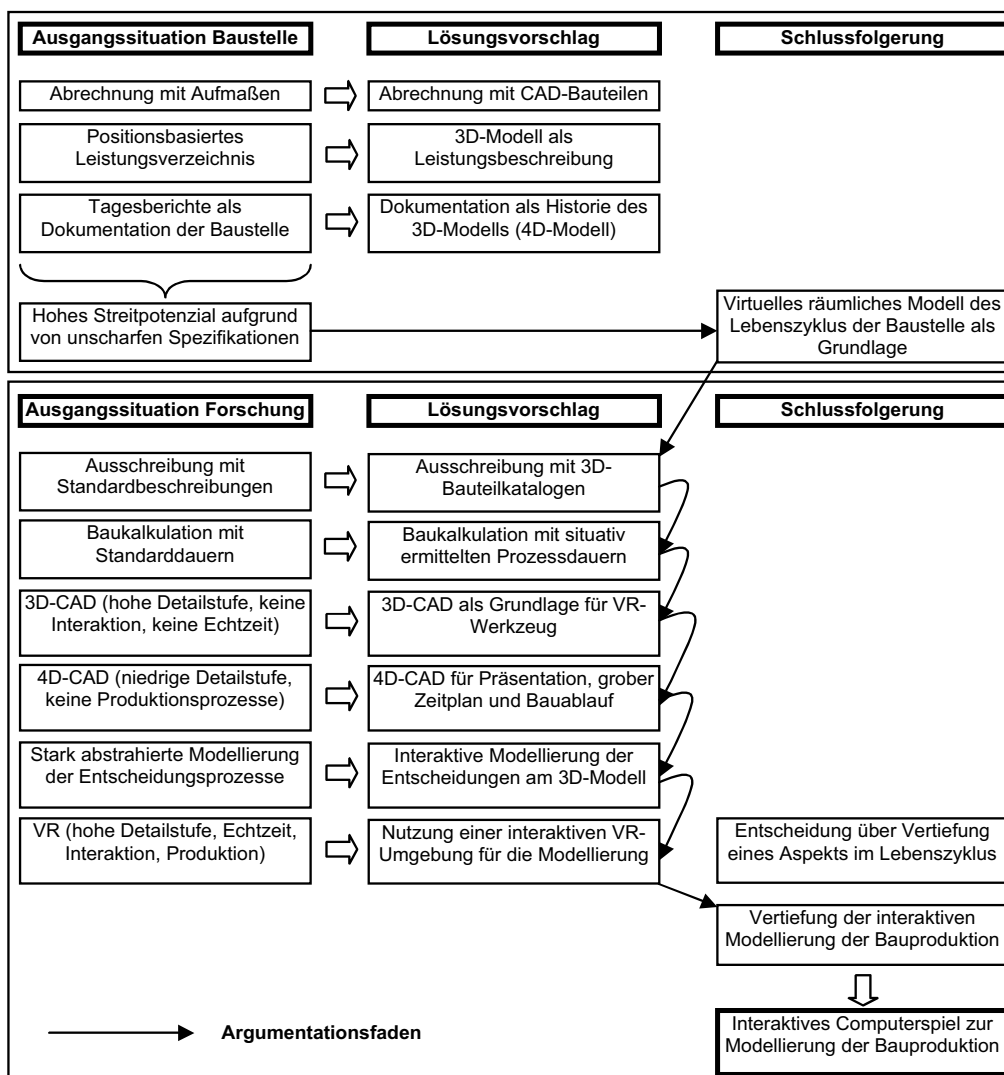 Ausgangssituation Baustelle
Lösungsvorschlag
Schlussfolgerung
Abrechnung mit Aufmaßen
Abrechnung mit CAD-Bauteilen
Positionsbasiertes
Leistungsverzeichnis
3D-Modell als
Leistungsbeschreibung
Tagesberichte als
Dokumentation der Baustelle
Dokumentation als Historie des
3D-Modells (4D-Modell)
Hohes Streitpotenzial aufgrund
von unscharfen Spezifikationen
Virtuelles räumliches Modell des
Lebenszyklus der Baustelle als
Grundlage
Ausgangssituation Forschung
Lösungsvorschlag
Schlussfolgerung
Ausschreibung mit
Standardbeschreibungen
Ausschreibung mit 3D-
Bauteilkatalogen
Baukalkulation mit
Standarddauern
Baukalkulation mit situativ
ermittelten Prozessdauern
3D-CAD (hohe Detailstufe, keine
Interaktion, keine Echtzeit)
3D-CAD als Grundlage für VR-
Werkzeug
4D-CAD (niedrige Detailstufe,
keine Produktionsprozesse)
4D-CAD für Präsentation, grober
Zeitplan und Bauablauf
Stark abstrahierte Modellierung
der Entscheidungsprozesse
Interaktive Modellierung der
Entscheidungen am 3D-Modell
VR (hohe Detailstufe, Echtzeit,
Interaktion, Produktion)
Nutzung einer interaktiven VR-
Umgebung für die Modellierung
Entscheidung über Vertiefung
eines Aspekts im Lebenszyklus
Vertiefung der interaktiven
Modellierung der Bauproduktion
Argumentationsfaden
Interaktives Computerspiel zur
Modellierung der Bauproduktion